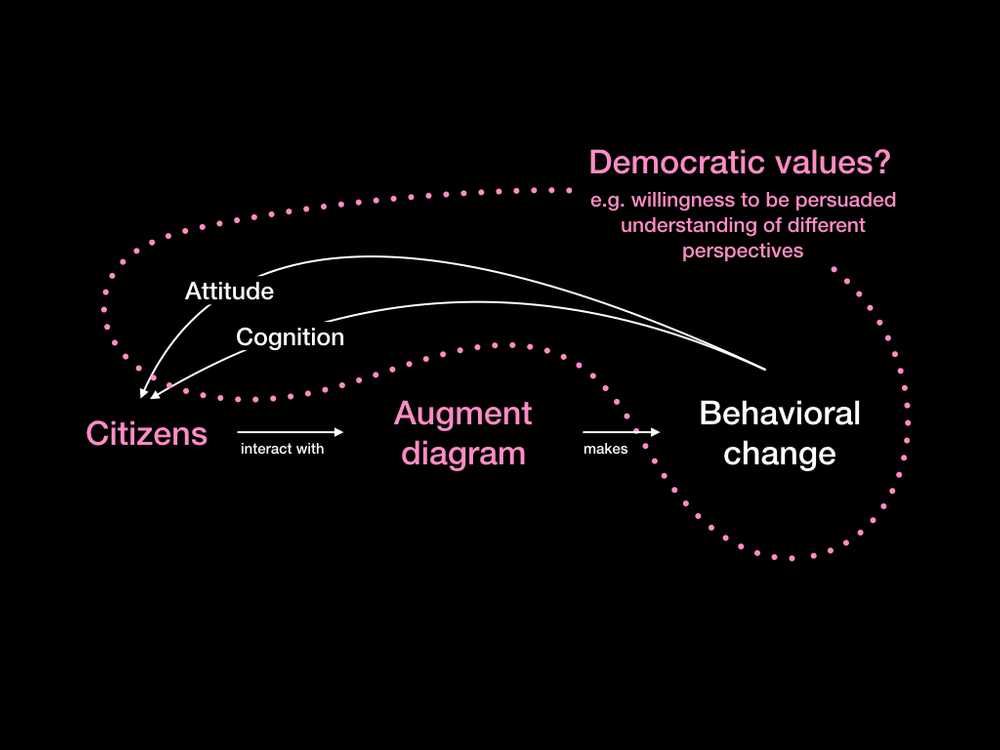 Democratic values?
e.g. willingness to be persuaded
understanding of different
perspectives
Attitude
Cognition
Citizens
interact with
Augment
diagram
makes
Behavioral
change